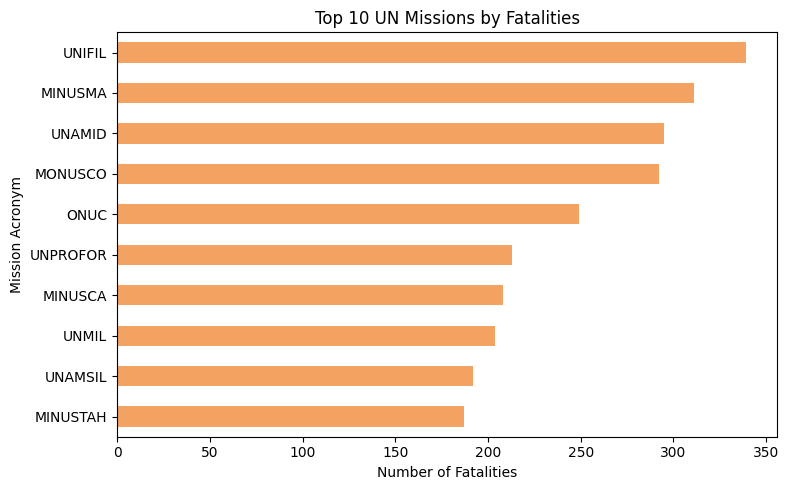 Top 10 UN Missions by Fatalities
Mission Acronym
UNIFIL
MINUSMA
UNAMID
MONUSCO
ONUC
UNPROFOR
MINUSCA
UNMIL
UNAMSIL
MINUSTAH
0 50 100 150 200 250 300 350
Number of Fatalities